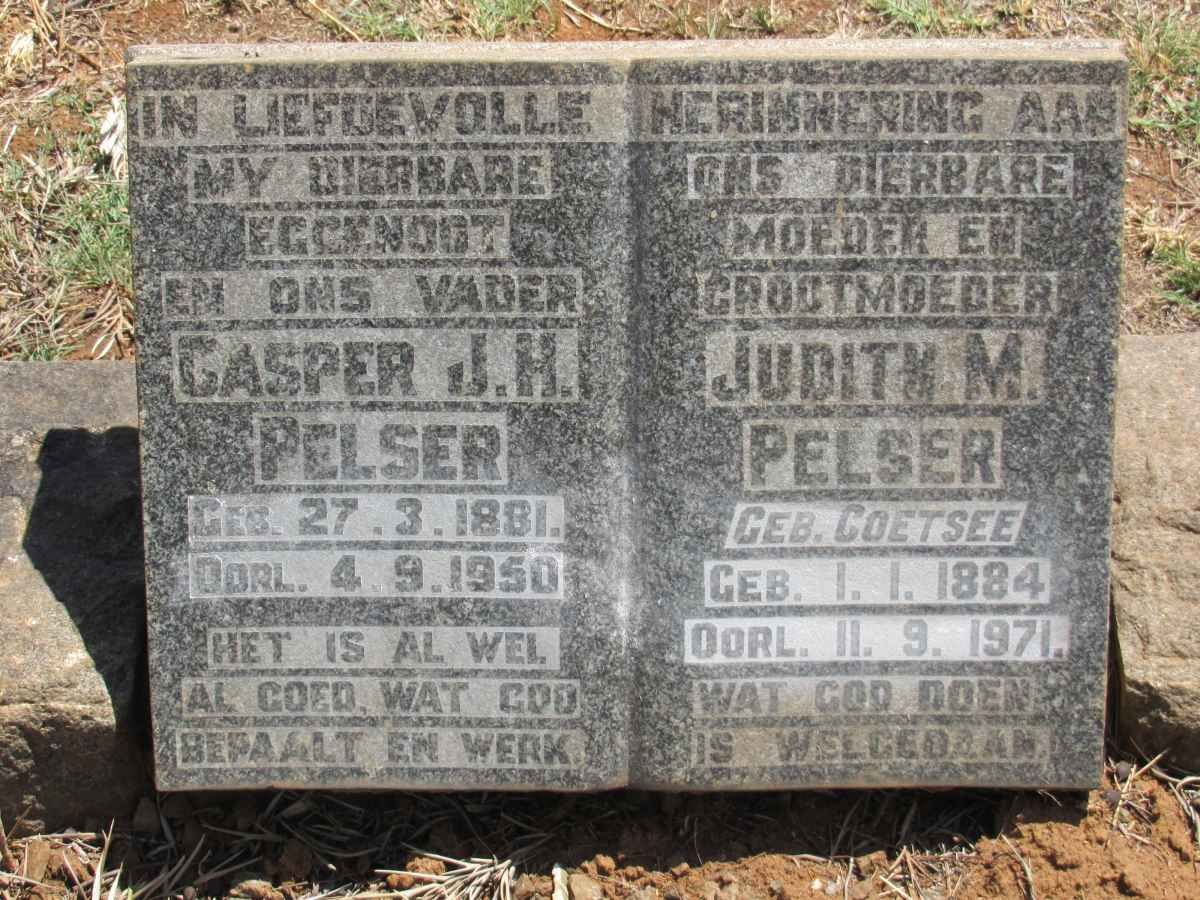 IN LIEFDEVOLLE HERINNERING AAN
MY DIERBARE
EGGENOOT
EN ONS VADER
CASPER J.H.
PELSER
GEB. 27.3.1881.
OORL. 4.9.1950
HET IS AL WEL
AL GOED, WAT GOD
BEPAALT EN WERK.
ONS DIERBARE
MOEDER EN
GROOTMOEDER
JUDITH M.
PELSER
GEB. COETSEE
GEB. 1. 1. 1884
OORL. 11. 9. 1971.
WAT GOD DOEN
IS WELGEDAAN.